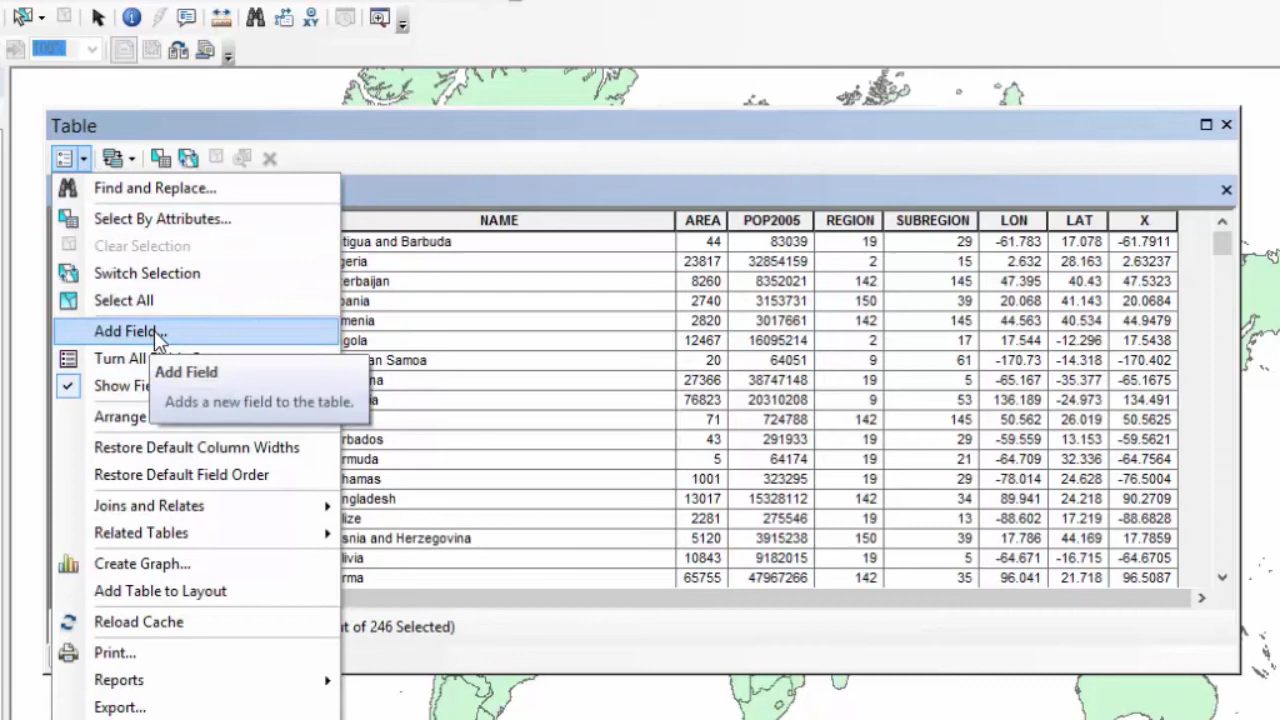 XY
100%
Table
Find and Replace...
Select By Attributes...
Clear Selection
Switch Selection
Select All
Add Field...
Turn All
Show Fie
Add Field
Adds a new field to the table.
Arrange
Restore Default Column Widths
Restore Default Field Order
Joins and Relates
Related Tables
Create Graph...
Add Table to Layout
Reload Cache
Print...
Reports
Export...
NAME AREA POP2005 REGION SUBREGION LON LAT X
tigua and Barbuda 44 83039 19 29 -61.783 17.078 -61.7911
geria 23817 32854159 2 15 2.632 28.163 2.63237
erbaijan 8260 8352021 142 145 47.395 40.43 47.5323
bania 2740 3153731 150 39 20.068 41.143 20.0684
menia 2820 3017661 142 145 44.563 40.534 44.9479
gola 12467 16095214 2 17 17.544 -12.296 17.5438
an Samoa 20 64051 9 61 -170.73 -14.318 -170.402
na 27366 38747148 19 5 -65.167 -35.377 -65.1675
a 76823 20310208 9 53 136.189 -24.973 134.491
71 724788 142 145 50.562 26.019 50.5625
rbados 43 291933 19 29 -59.559 13.153 -59.5621
rmuda 5 64174 19 21 -64.709 32.336 -64.7564
hamas 1001 323295 19 29 -78.014 24.628 -76.5004
ngladesh 13017 15328112 142 34 89.941 24.218 90.2709
lize 2281 275546 19 13 -88.602 17.219 -88.6828
snia and Herzegovina 5120 3915238 150 39 17.786 44.169 17.7859
livia 10843 9182015 19 5 -64.671 -16.715 -64.6705
rma 65755 47967266 142 35 96.041 21.718 96.5087
t of 246 Selected)